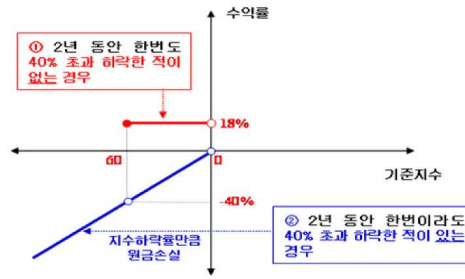 수익률
① 2년 동안 한번도
40% 초과 하락한 적이
없는 경우
18%
60
0
기준지수
-40%
지수하락률만큼
원금손실
② 2년 동안 한번이라도
40% 초과 하락한 적이 있는
경우